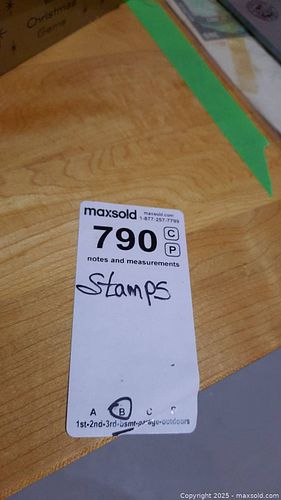 Christmas
Game
maxsold maxsold.com
1-877-257-7799
790 C
P
notes and measurements
Stamps
A B C
1st-2nd-3rd-bsmt-garage-outdoors
Copyright © 2025 - Maxsold.com